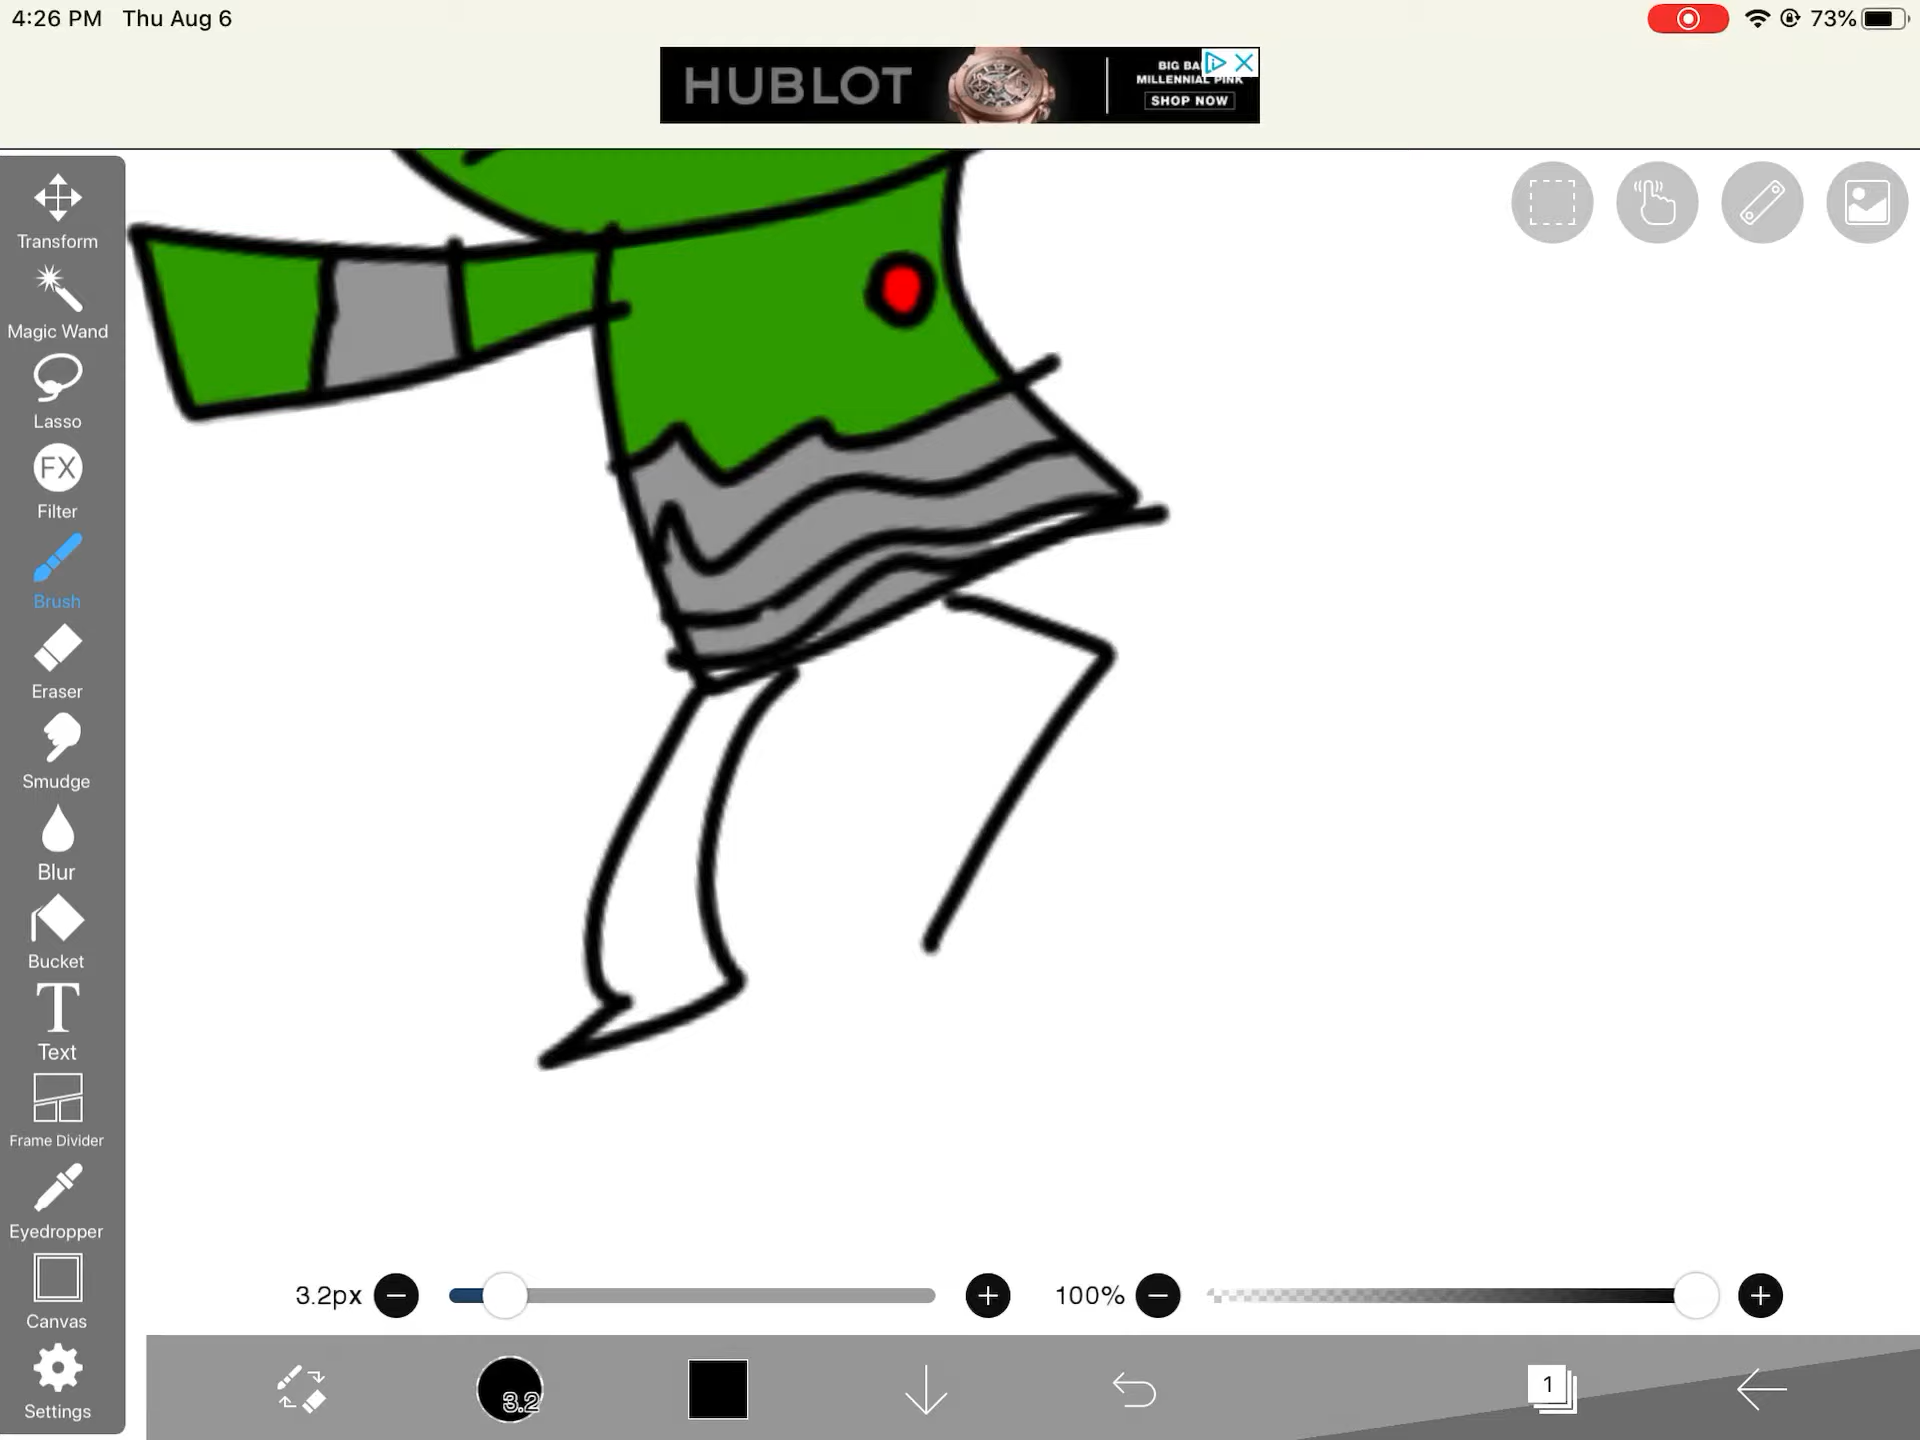 4:26 PM Thu Aug 6
73%
HUBLOT
BIG BA
MILLENNIAL PINK
SHOP NOW
Transform
Magic Wand
Lasso
FX
Filter
Brush
Eraser
Smudge
Blur
Bucket
T
Text
Frame Divider
Eyedropper
Canvas
Settings
3.2px
100%
3.2
1